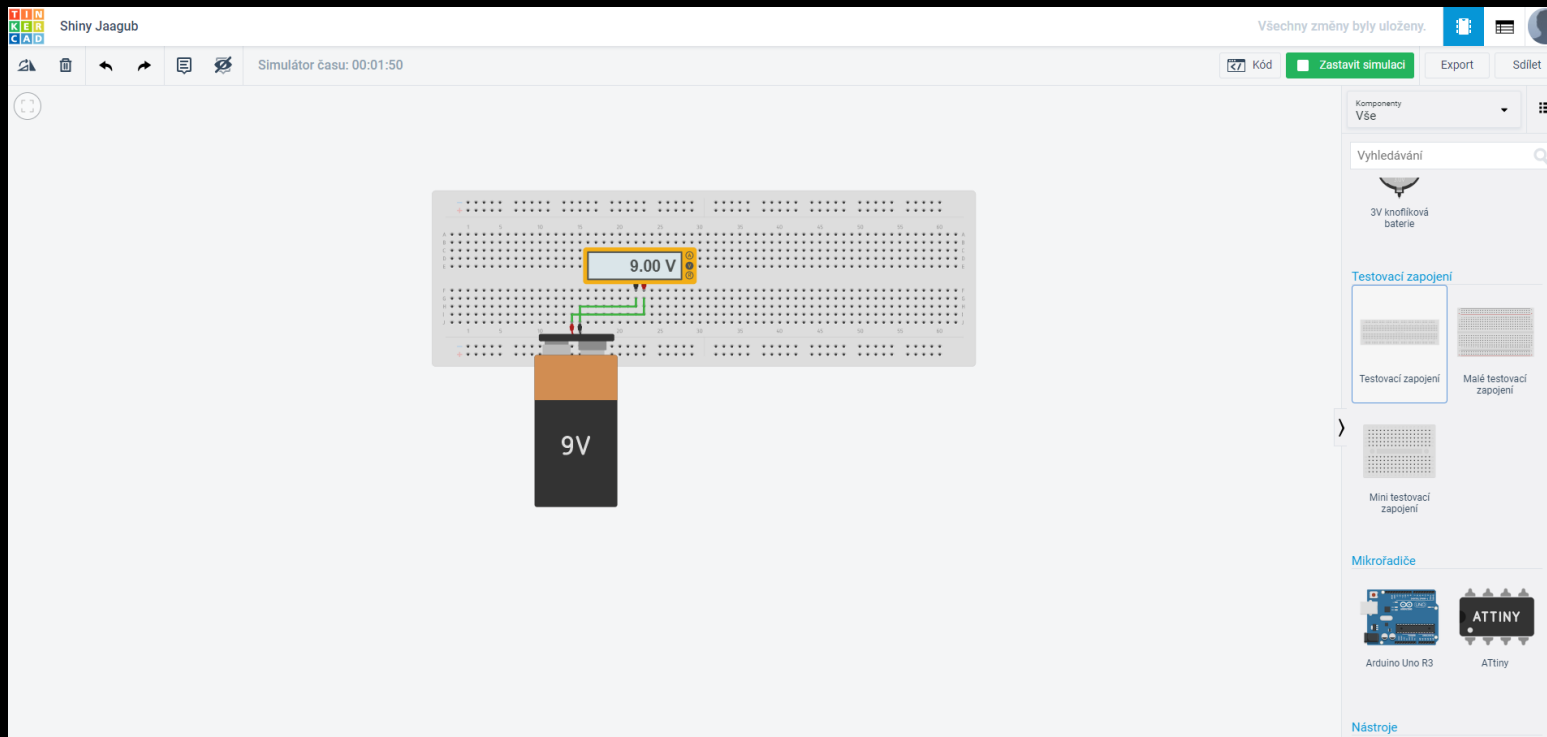 TIN
KER
CAD
Shiny Jaagub
Všechny změny byly uloženy.
Simulátor času: 00:01:50
Kód
Zastavit simulaci
Export
Sdílet
Komponenty
Vše
Vyhledávání
3V knoflíková
baterie
Testovací zapojení
Testovací zapojení
Malé testovací
zapojení
Mini testovací
zapojení
Mikrořadiče
ATTINY
Arduino Uno R3
ATtiny
Nástroje
9.00 V
9V